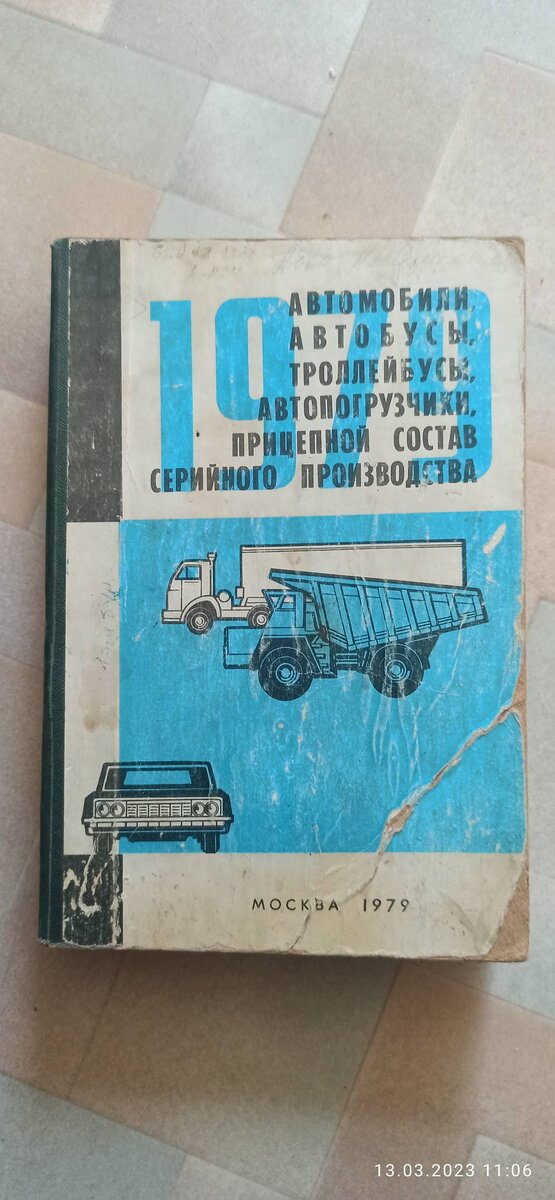 1979
АВТОМОБИЛИ,
АВТОБУСЫ,
ТРОЛЛЕЙБУСЫ,
АВТОПОГРУЗЧИКИ,
ПРИЦЕПНОЙ СОСТАВ
СЕРИЙНОГО ПРОИЗВОДСТВА
МОСКВА 1979
13.03.2023 11:06